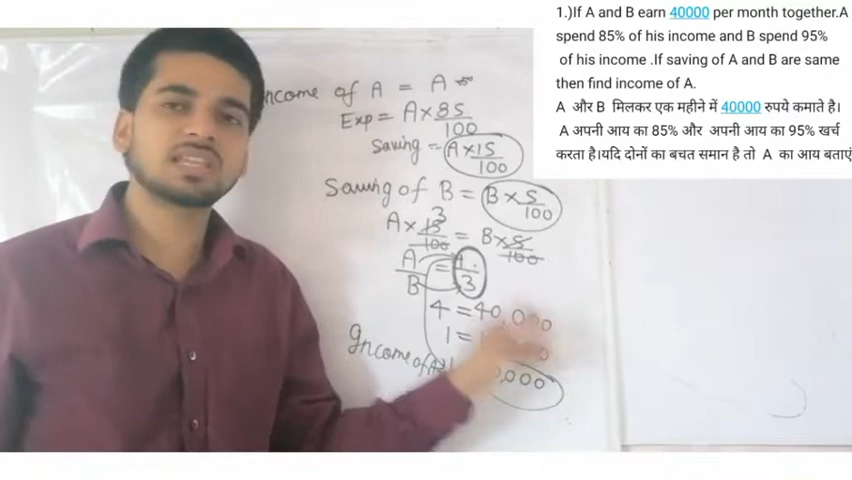 1.)If A and B earn 40000 per month together.A
spend 85% of his income and B spend 95%
of his income .If saving of A and B are same
then find income of A.
A और B मिलकर एक महीने में 40000 रुपये कमाते है।
A अपनी आय का 85% और अपनी आय का 95% खर्च
करता है।यदि दोनों का बचत समान है तो A का आय बताएं
ncome of A = A
Exp = A × 85/100
Saving = A × 15/100
Saving of B = B × 5/100
A × 15/100 3 = B × 5/100
A/B = 1/3
4 = 40,000
1 =
Income of A
,000